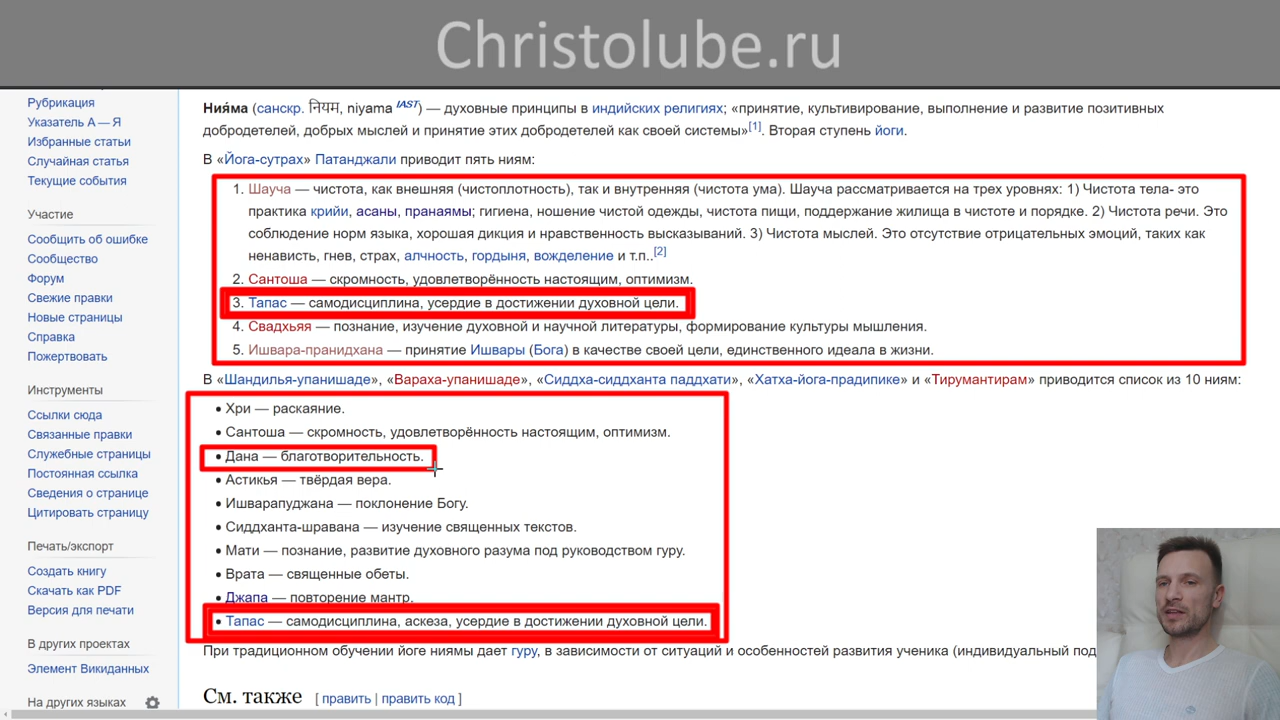 Christolube.ru
Рубрикация
Указатель А — Я
Избранные статьи
Случайная статья
Текущие события
Участие
Сообщить об ошибке
Сообщество
Форум
Свежие правки
Новые страницы
Справка
Пожертвовать
Инструменты
Ссылки сюда
Связанные правки
Служебные страницы
Постоянная ссылка
Сведения о странице
Цитировать страницу
Печать/экспорт
Создать книгу
Скачать как PDF
Версия для печати
В других проектах
Элемент Викиданных
На других языках
Ния́ма (санскр. नियम, niyama IAST) — духовные принципы в индийских религиях; «принятие, культивирование, выполнение и развитие позитивных
добродетелей, добрых мыслей и принятие этих добродетелей как своей системы»[1]. Вторая ступень йоги.
В «Йога-сутрах» Патанджали приводит пять ниям:
1. Шауча — чистота, как внешняя (чистоплотность), так и внутренняя (чистота ума). Шауча рассматривается на трех уровнях: 1) Чистота тела- это
практика крийи, асаны, пранаямы; гигиена, ношение чистой одежды, чистота пищи, поддержание жилища в чистоте и порядке. 2) Чистота речи. Это
соблюдение норм языка, хорошая дикция и нравственность высказываний. 3) Чистота мыслей. Это отсутствие отрицательных эмоций, таких как
ненависть, гнев, страх, алчность, гордыня, вожделение и т.п..[2]
2. Сантоша — скромность, удовлетворённость настоящим, оптимизм.
3. Тапас — самодисциплина, усердие в достижении духовной цели.
4. Свадхьяя — познание, изучение духовной и научной литературы, формирование культуры мышления.
5. Ишвара-пранидхана — принятие Ишвары (Бога) в качестве своей цели, единственного идеала в жизни.
В «Шандилья-упанишаде», «Вараха-упанишаде», «Сиддха-сиддханта паддхати», «Хатха-йога-прадипике» и «Тирумантирам» приводится список из 10 ниям:
• Хри — раскаяние.
• Сантоша — скромность, удовлетворённость настоящим, оптимизм.
• Дана — благотворительность.
• Астикья — твёрдая вера.
• Ишварапуджана — поклонение Богу.
• Сиддханта-шравана — изучение священных текстов.
• Мати — познание, развитие духовного разума под руководством гуру.
• Врата — священные обеты.
• Джапа — повторение мантр.
• Тапас — самодисциплина, аскеза, усердие в достижении духовной цели.
При традиционном обучении йоге ниямы дает гуру, в зависимости от ситуаций и особенностей развития ученика (индивидуальный под
См. также [ править | править код ]